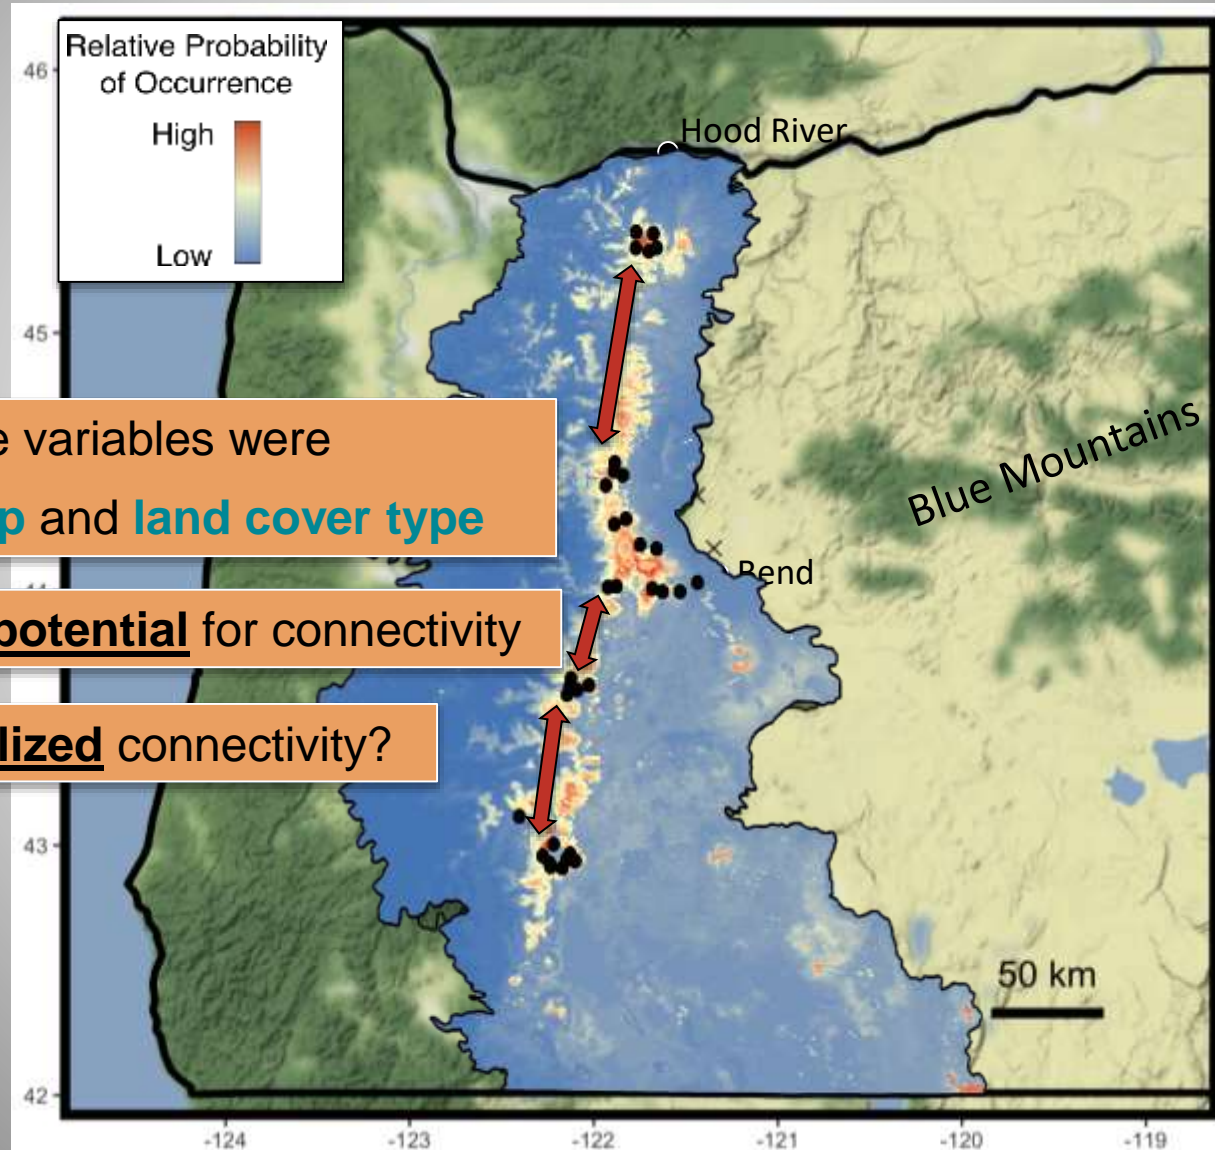 Relative Probability
of Occurrence
High
Low
Hood River
Blue Mountains
Bend
variables were
and land cover type
potential for connectivity
connectivity?
50 km
46
45
43
42
-124
-123
-122
-121
-120
-119